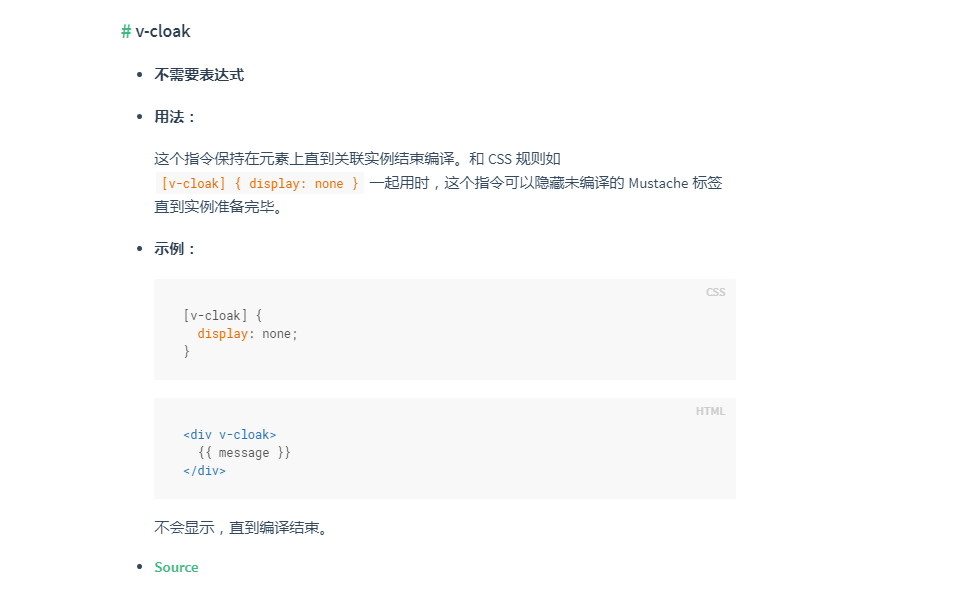 # v-cloak
不需要表达式
用法：
这个指令保持在元素上直到关联实例结束编译。和 CSS 规则如
[v-cloak] { display: none } 一起用时，这个指令可以隐藏未编译的 Mustache 标签
直到实例准备完毕。
示例：
CSS
[v-cloak] {
  display: none;
}
HTML
<div v-cloak>
  {{ message }}
</div>
不会显示，直到编译结束。
Source